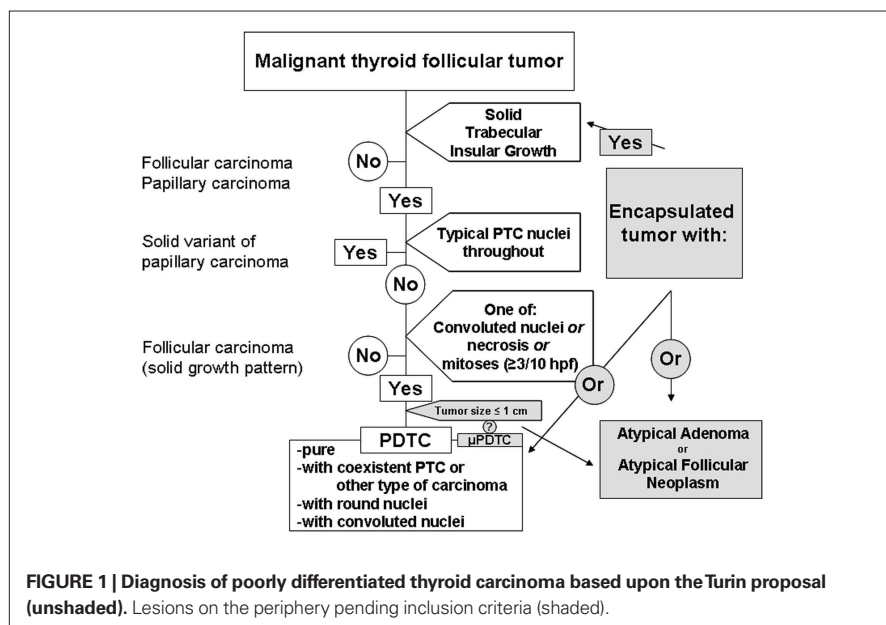 Malignant thyroid follicular tumor
Solid
Trabecular
Insular Growth
Yes
No
Follicular carcinoma
Papillary carcinoma
Yes
Encapsulated
tumor with:
Solid variant of
papillary carcinoma
Yes
Typical PTC nuclei
throughout
No
One of:
Convoluted nuclei or
necrosis or
mitoses (≥3/10 hpf)
Follicular carcinoma
(solid growth pattern)
No
Or
Or
Yes
Tumor size ≤ 1 cm
?
PDTC
µPDTC
-pure
-with coexistent PTC or
other type of carcinoma
-with round nuclei
-with convoluted nuclei
Atypical Adenoma
or
Atypical Follicular
Neoplasm
FIGURE 1 | Diagnosis of poorly differentiated thyroid carcinoma based upon the Turin proposal
(unshaded). Lesions on the periphery pending inclusion criteria (shaded).